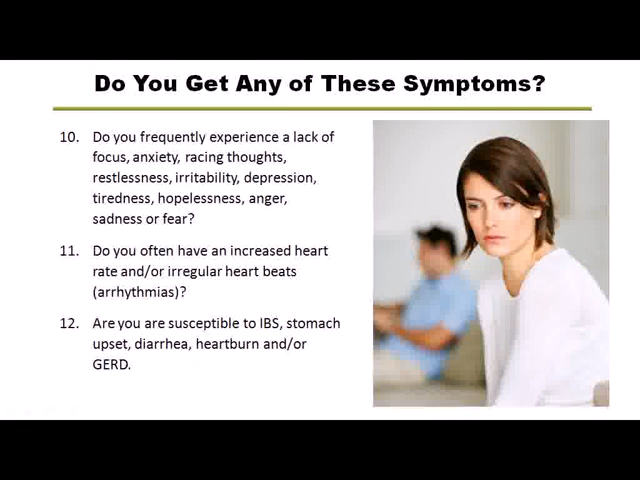 Do You Get Any of These Symptoms?
10. Do you frequently experience a lack of
focus, anxiety, racing thoughts,
restlessness, irritability, depression,
tiredness, hopelessness, anger,
sadness or fear?
11. Do you often have an increased heart
rate and/or irregular heart beats
(arrhythmias)?
12. Are you are susceptible to IBS, stomach
upset, diarrhea, heartburn and/or
GERD.